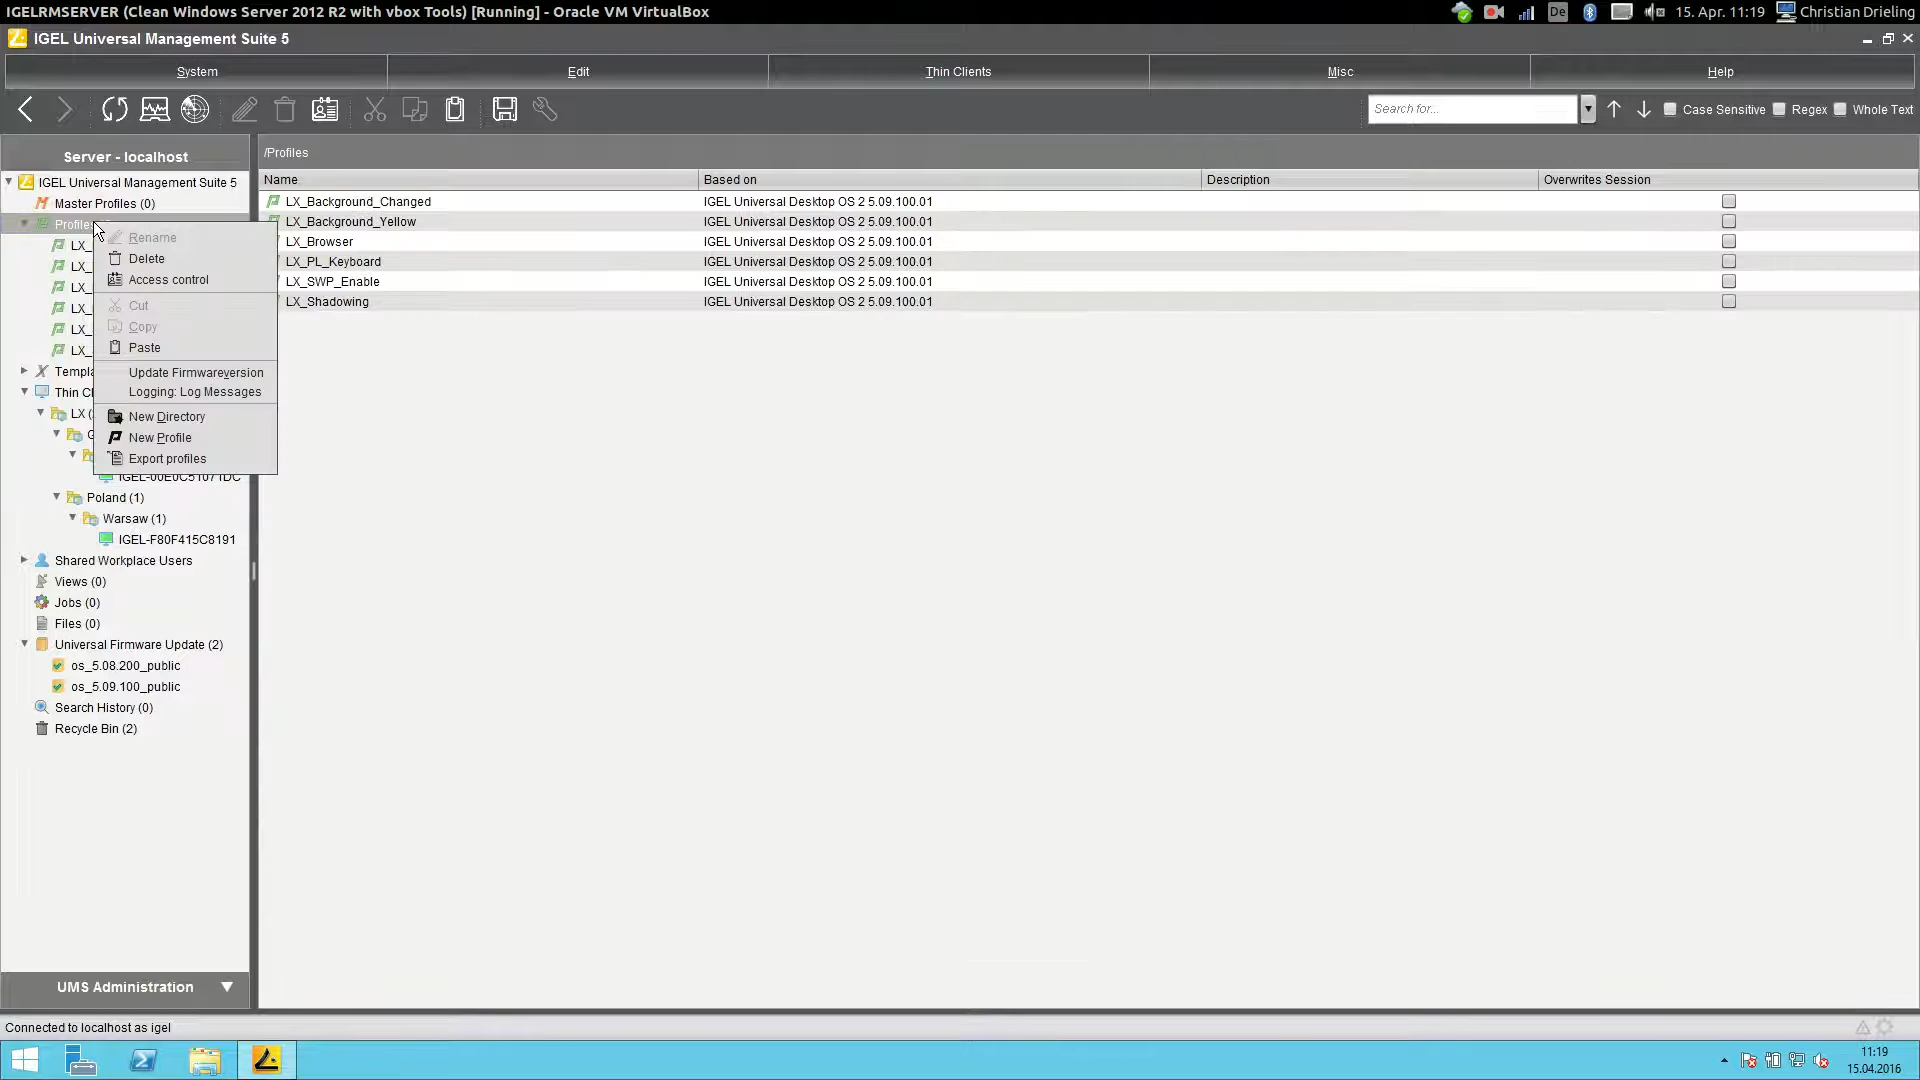 IGELRMSERVER (Clean Windows Server 2012 R2 with vbox Tools) [Running] - Oracle VM VirtualBox
De
15. Apr. 11:19
Christian Drieling
IGEL Universal Management Suite 5
System
Edit
Thin Clients
Misc
Help
Search for...
Case Sensitive
Regex
Whole Text
Server - localhost
/Profiles
Name
Based on
Description
Overwrites Session
IGEL Universal Management Suite 5
Master Profiles (0)
Profiles
LX_
LX_
LX_
LX_
LX_
LX_
Thin Cl
LX (
Rename
Delete
Access control
Cut
Copy
Paste
Update Firmwareversion
Logging: Log Messages
New Directory
New Profile
Export profiles
LX_Background_Changed IGEL Universal Desktop OS 2 5.09.100.01
LX_Background_Yellow IGEL Universal Desktop OS 2 5.09.100.01
LX_Browser IGEL Universal Desktop OS 2 5.09.100.01
LX_PL_Keyboard IGEL Universal Desktop OS 2 5.09.100.01
LX_SWP_Enable IGEL Universal Desktop OS 2 5.09.100.01
LX_Shadowing IGEL Universal Desktop OS 2 5.09.100.01
IGEL-00E0C51071DC
Poland (1)
Warsaw (1)
IGEL-F80F415C8191
Shared Workplace Users
Views (0)
Jobs (0)
Files (0)
Universal Firmware Update (2)
os_5.08.200_public
os_5.09.100_public
Search History (0)
Recycle Bin (2)
UMS Administration
Connected to localhost as igel
11:19
15.04.2016